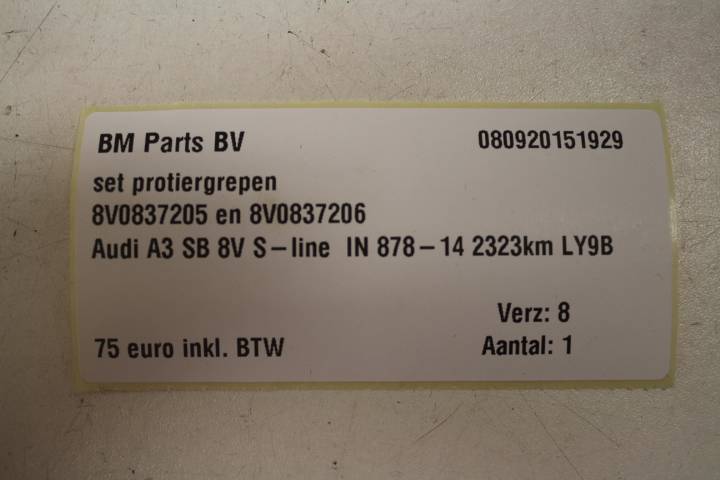 BM Parts BV 080920151929
set protiergrepen
8V0837205 en 8V0837206
Audi A3 SB 8V S-line IN 878-14 2323km LY9B
Verz: 8
75 euro inkl. BTW Aantal: 1